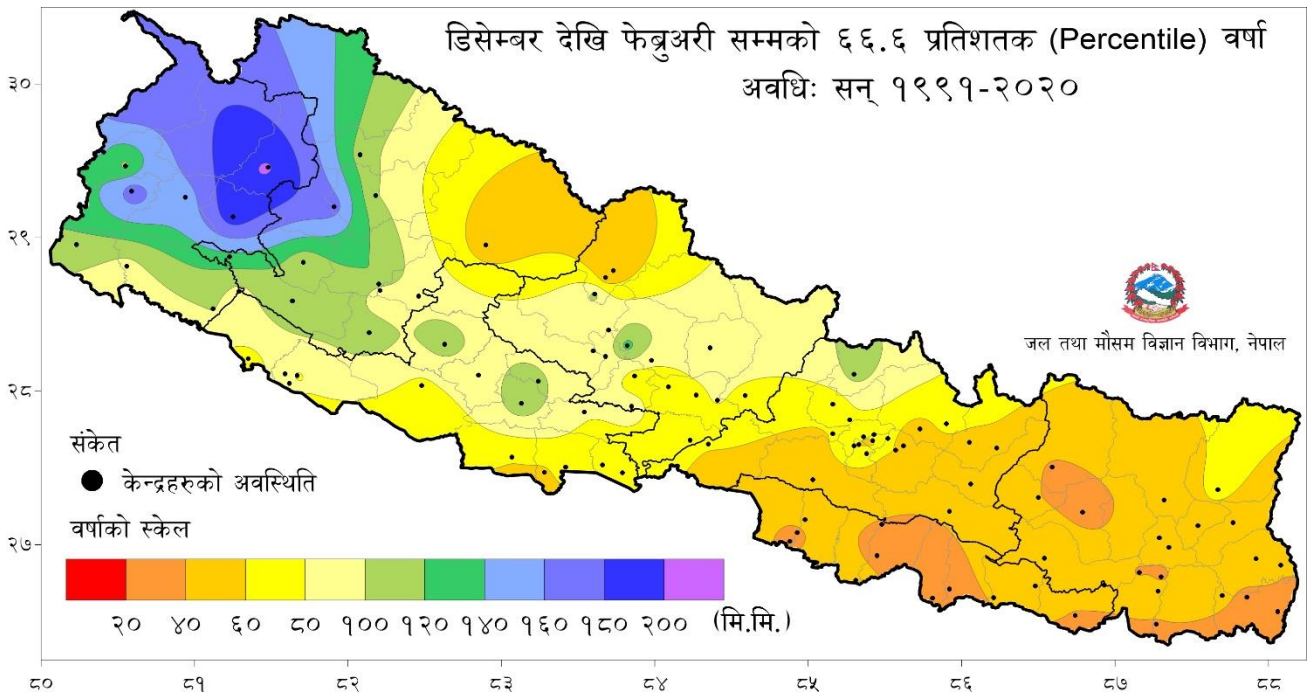 डिसेम्बर देखि फेब्रुअरी सम्मको ६६.६ प्रतिशतक (Percentile) वर्षा
अवधिः सन् १९९१-२०२०
३०
२९
२८
२७
जल तथा मौसम विज्ञान विभाग, नेपाल
संकेत
केन्द्रहरुको अवस्थिति
वर्षाको स्केल
२० ४० ६० ८० १०० १२० १४० १६० १८० २०० (मि.मि.)
८० ८१ ८२ ८३ ८४ ८५ ८६ ८७ ८८